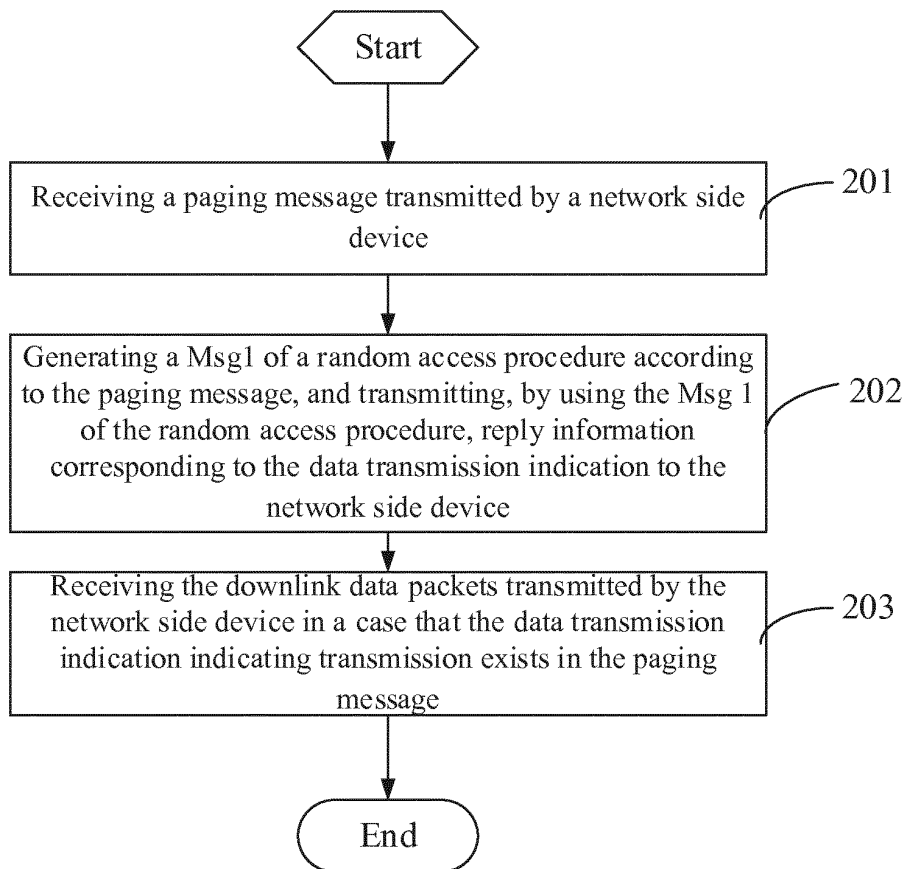 Start
Receiving a paging message transmitted by a network side
device
201
Generating a Msg1 of a random access procedure according
to the paging message, and transmitting, by using the Msg 1
of the random access procedure, reply information
corresponding to the data transmission indication to the
network side device
202
Receiving the downlink data packets transmitted by the
network side device in a case that the data transmission
indication indicating transmission exists in the paging
message
203
End